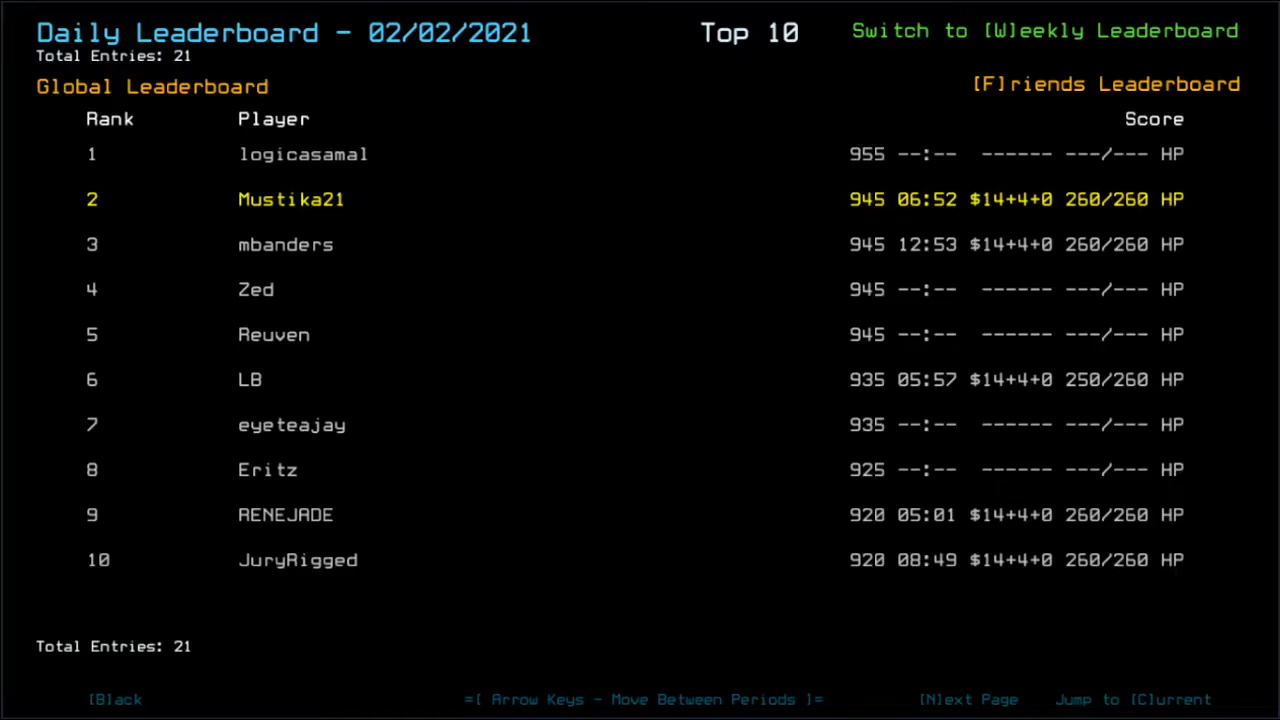 Daily Leaderboard - 02/02/2021 Top 10 Switch to [W]eekly Leaderboard
Total Entries: 21
Global Leaderboard [F]riends Leaderboard
Rank Player Score
1 logicasamal 955 --:-- ------ ---/--- HP
2 Mustika21 945 06:52 $14+4+0 260/260 HP
3 mbanders 945 12:53 $14+4+0 260/260 HP
4 Zed 945 --:-- ------ ---/--- HP
5 Reuven 945 --:-- ------ ---/--- HP
6 LB 935 05:57 $14+4+0 250/260 HP
7 eyeteajay 935 --:-- ------ ---/--- HP
8 Eritz 925 --:-- ------ ---/--- HP
9 RENEJADE 920 05:01 $14+4+0 260/260 HP
10 JuryRigged 920 08:49 $14+4+0 260/260 HP
Total Entries: 21
[B]ack =[ Arrow Keys - Move Between Periods ]= [N]ext Page Jump to [C]urrent